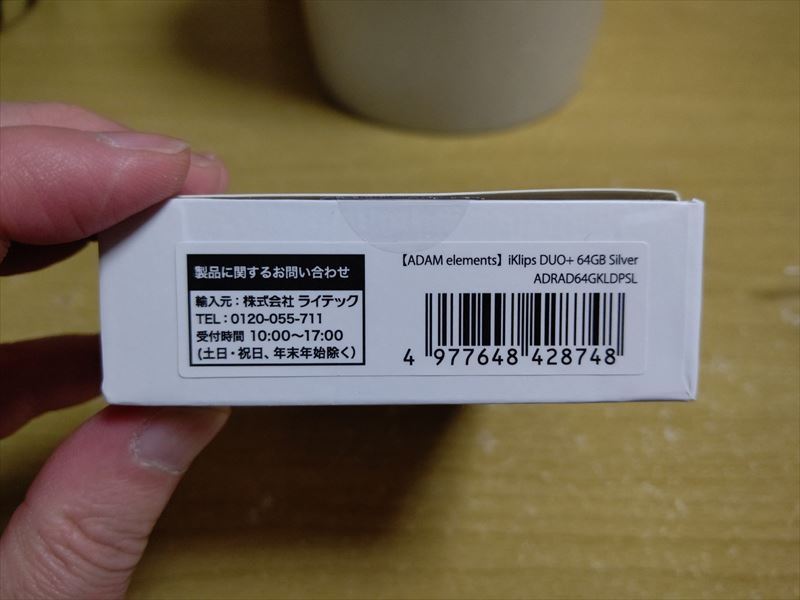 製品に関するお問い合わせ
輸入元：株式会社 ライテック
TEL：0120-055-711
受付時間 10:00～17:00
（土日・祝日、年末年始除く）
【ADAM elements】iKlips DUO+ 64GB Silver
ADRAD64GKLDPSL
4 977648 428748